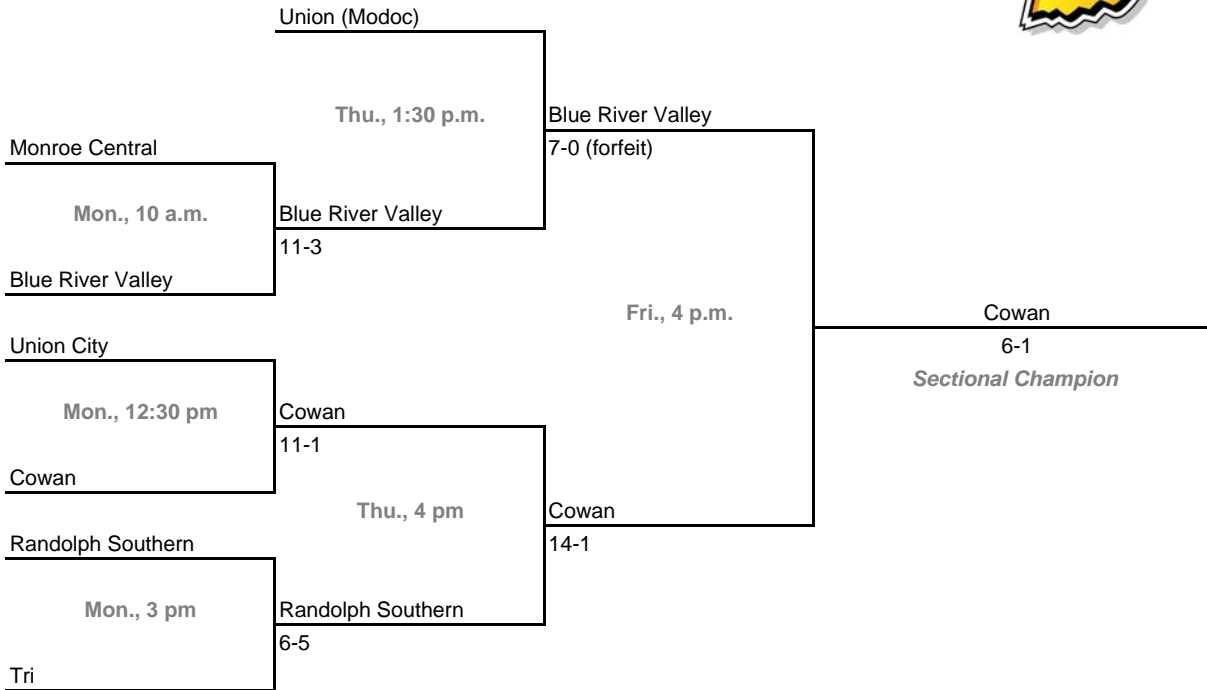 Union (Modoc)
Thu., 1:30 p.m.
Blue River Valley
Monroe Central
7-0 (forfeit)
Mon., 10 a.m.
Blue River Valley
11-3
Blue River Valley
Fri., 4 p.m.
Cowan
Union City
6-1
Sectional Champion
Mon., 12:30 pm
Cowan
11-1
Cowan
Thu., 4 pm
Cowan
Randolph Southern
14-1
Mon., 3 pm
Randolph Southern
6-5
Tri